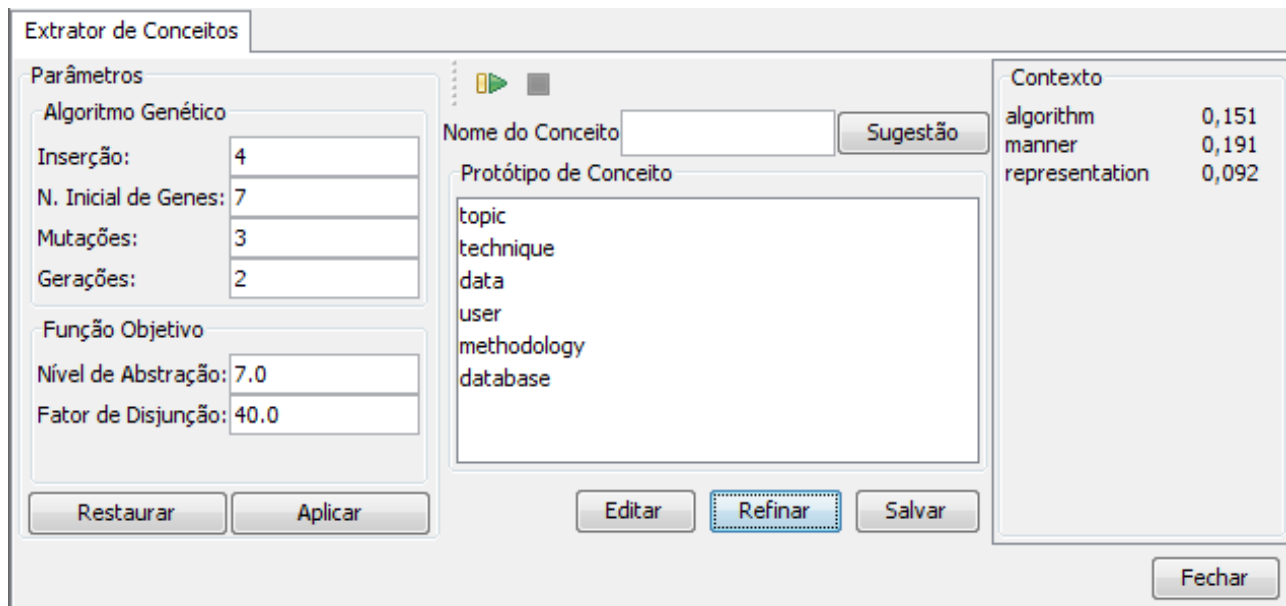 Extrator de Conceitos
Parâmetros
Algoritmo Genético
Inserção: 4
N. Inicial de Genes: 7
Mutações: 3
Gerações: 2
Função Objetivo
Nível de Abstração: 7.0
Fator de Disjunção: 40.0
Restaurar Aplicar
Nome do Conceito Sugestão
Protótipo de Conceito
topic
technique
data
user
methodology
database
Editar Refinar Salvar
Contexto
algorithm 0,151
manner 0,191
representation 0,092
Fechar